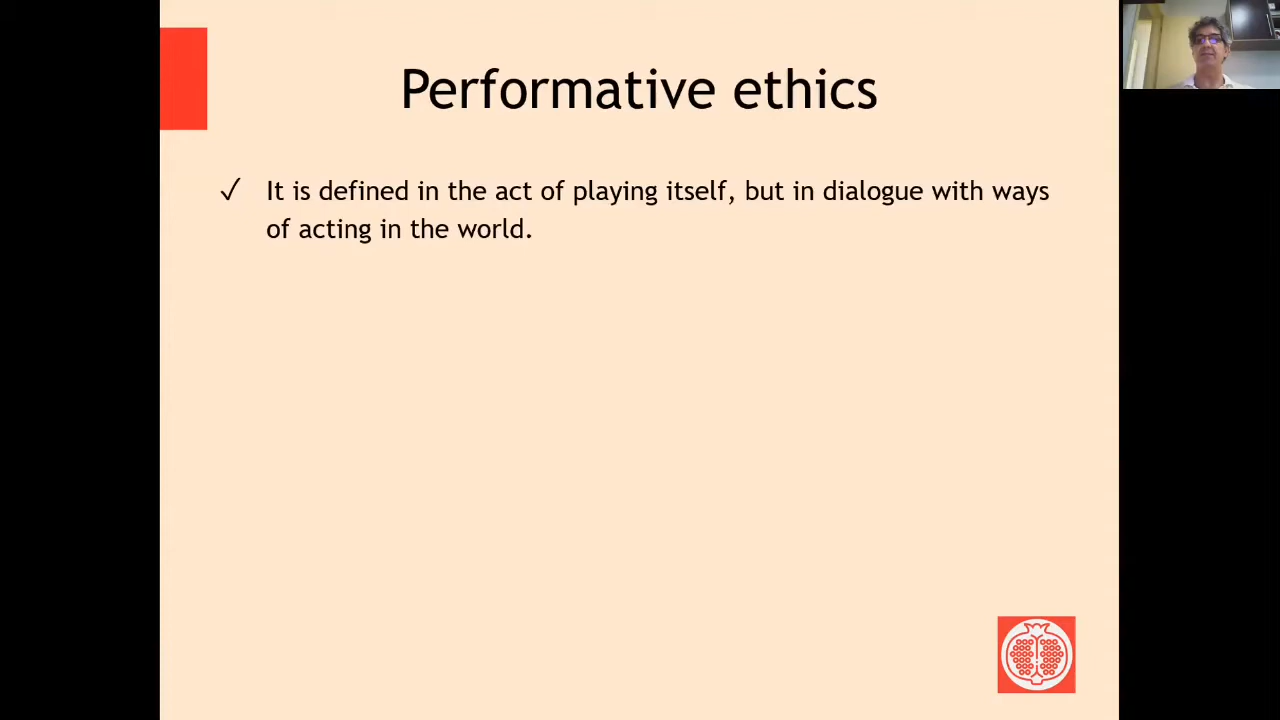 Performative ethics
✓ It is defined in the act of playing itself, but in dialogue with ways
of acting in the world.